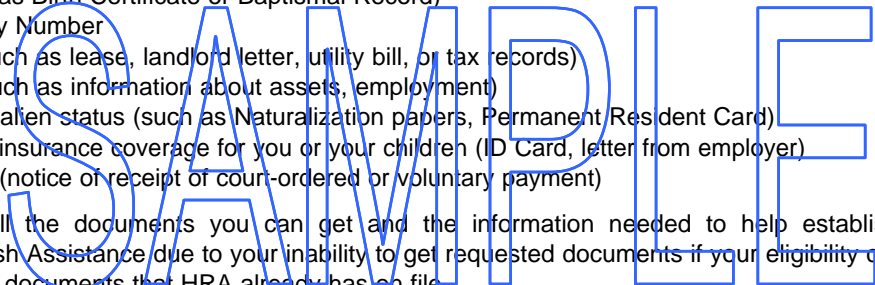 as Birth Certificate or Baptismal Record)
y Number
uch as lease, landlord letter, utility bill, or tax records)
uch as information about assets, employment)
alien status (such as Naturalization papers, Permanent Resident Card)
insurance coverage for you or your children (ID Card, letter from employer)
(notice of receipt of court-ordered or voluntary payment)
ll the documents you can get and the information needed to help establi
sh Assistance due to your inability to get requested documents if your eligibility
documents that HRA already has on file
SAMPLE